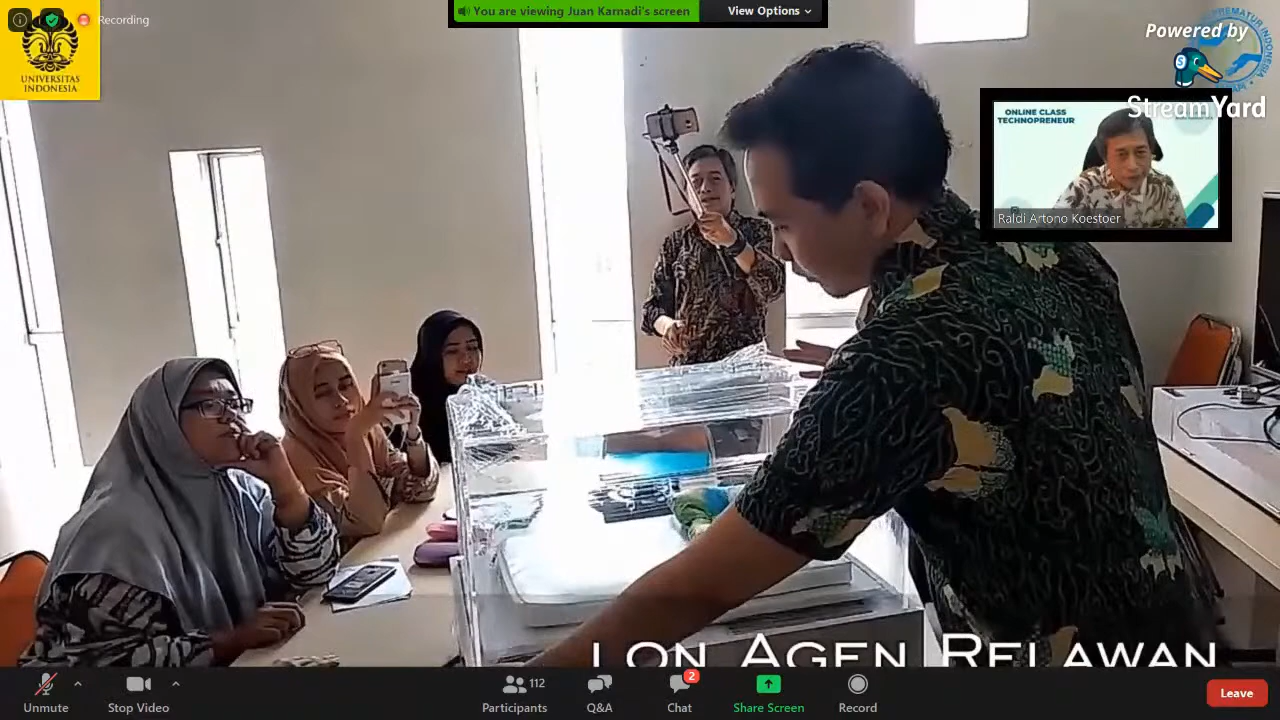 Recording
You are viewing Juan Karnadi's screen
View Options
UNIVERSITAS
INDONESIA
Powered by
StreamYard
ONLINE CLASS
TECHNOPRENEUR
Raldi Artono Koestoer
LON AGEN RELAWAN
Unmute
Stop Video
Participants
112
Q&A
Chat
2
Share Screen
Record
Leave